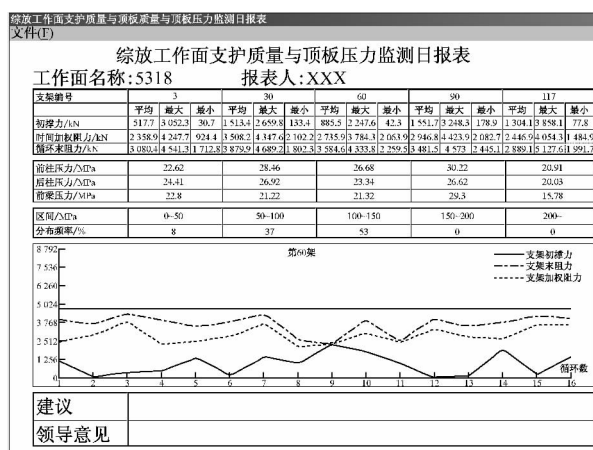 综放工作面支护质量与顶板质量与顶板压力监测日报表
文件(F)
综放工作面支护质量与顶板压力监测日报表
工作面名称:5318 报表人:XXX
支架编号 3 30 60 90 117
平均 最大 最小 平均 最大 最小 平均 最大 最小 平均 最大 最小 平均 最大 最小
初撑力/kN 517.7 3 052.3 30.7 1 513.4 2 659.8 133.4 885.5 2 247.6 42.3 1 551.7 3 248.3 178.9 1 304.1 3 858.1 77.8
时间加权阻力/kN 2 358.9 4 247.7 924.4 3 508.2 4 347.6 2 102.2 2 735.9 3 784.3 2 063.9 2 946.8 4 423.9 2 082.7 2 446.9 4 054.3 1 484.9
循环末阻力/kN 3 080.4 4 541.3 1 712.8 3 879.9 4 689.2 1 802.3 3 584.6 4 333.8 2 259.5 3 481.5 4 573 2 445.1 2 889.1 5 127.6 1 991.7
前柱压力/MPa 22.62 28.46 26.68 30.22 20.91
后柱压力/MPa 24.41 26.92 23.34 26.62 20.03
前梁压力/MPa 22.8 21.22 21.32 29.3 15.78
区间/MPa 0~50 50~100 100~150 150~200 200~
分布频率/% 8 37 53 0 0
第60架
支架初撑力
支架末阻力
支架加权阻力
8 792
7 536
6 260
5 024
3 768
2 512
1 256
0
循环数
1 2 3 4 5 6 7 8 9 10 11 12 13 14 15 16
建议
领导意见